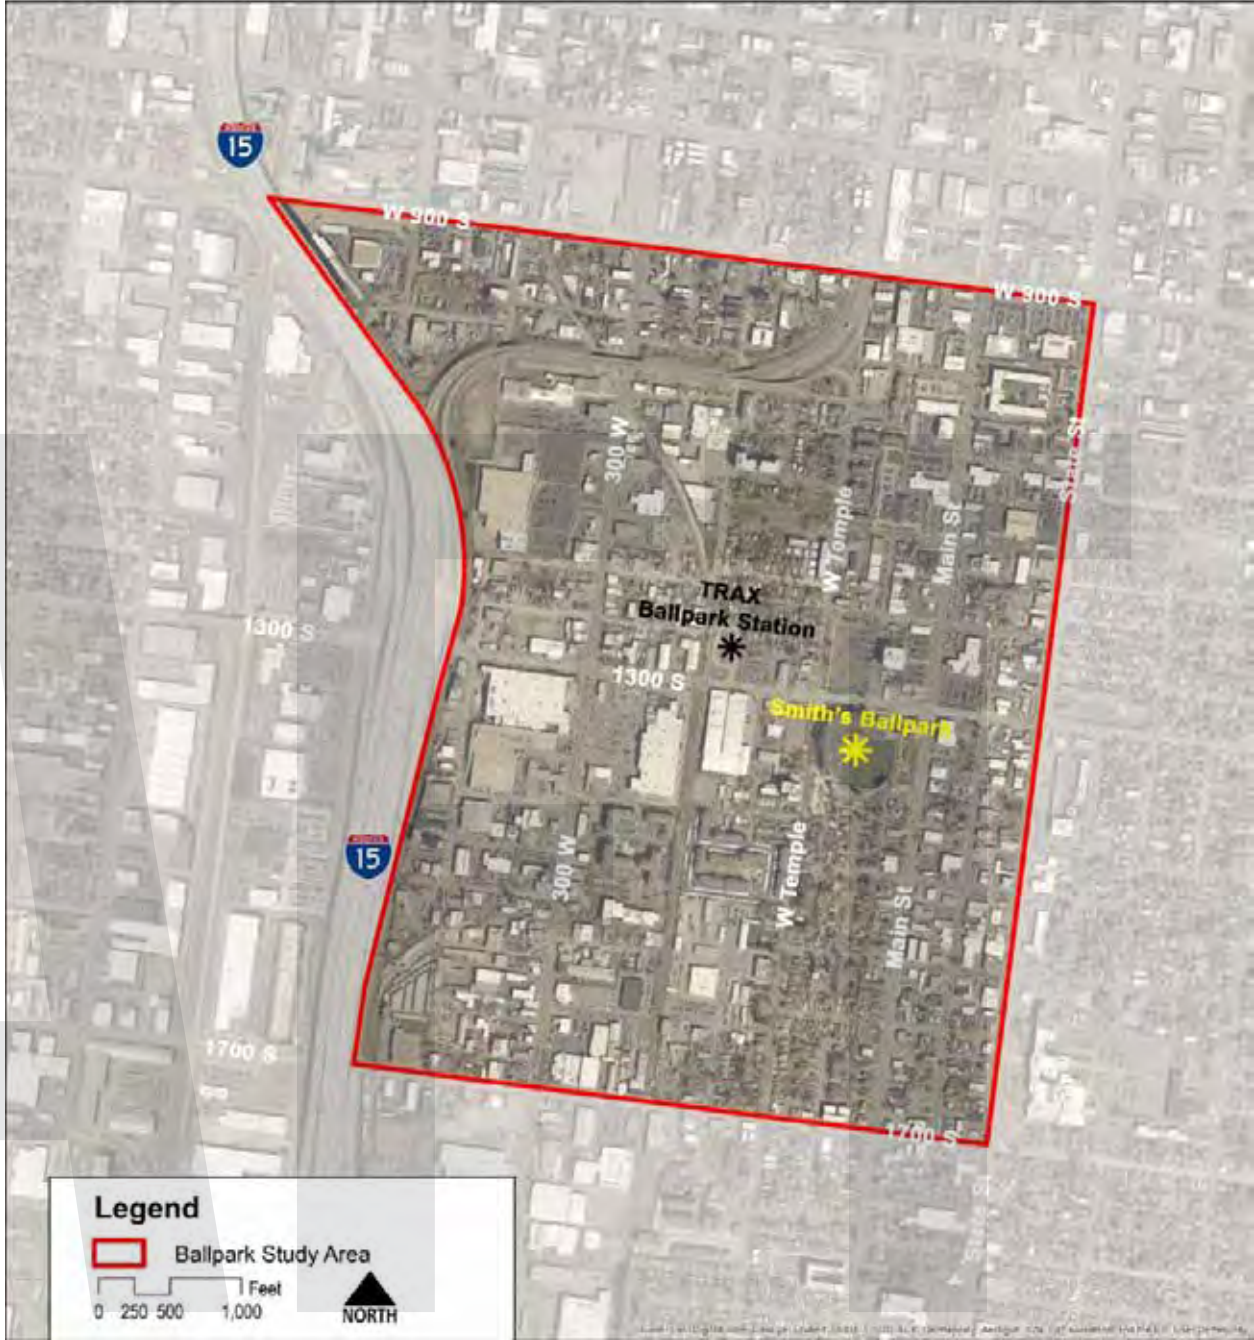 15
W 900 S
W 900 S
State St
300 W
W Temple
Main St
TRAX
Ballpark Station
1300 S
1300 S
Smith's Ballpark
15
300 W
W Temple
Main St
1700 S
1700 S
Legend
Ballpark Study Area
Feet
0 250 500 1,000
NORTH